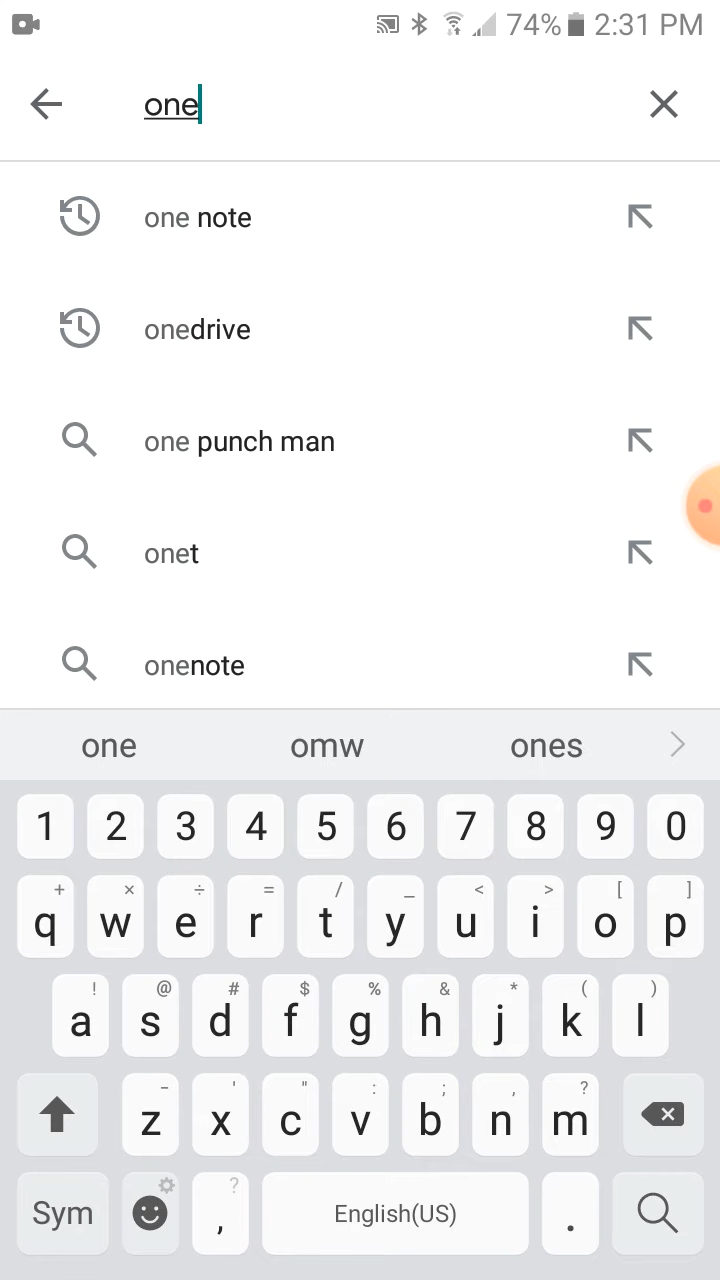 74% 2:31 PM
one
one note
onedrive
one punch man
onet
onenote
one omw ones
1 2 3 4 5 6 7 8 9 0
+ × ÷ = / _ < > [ ]
q w e r t y u i o p
! @ # $ % & * ( )
a s d f g h j k l
- ' " : ; , ?
z x c v b n m
Sym , ? English(US) .